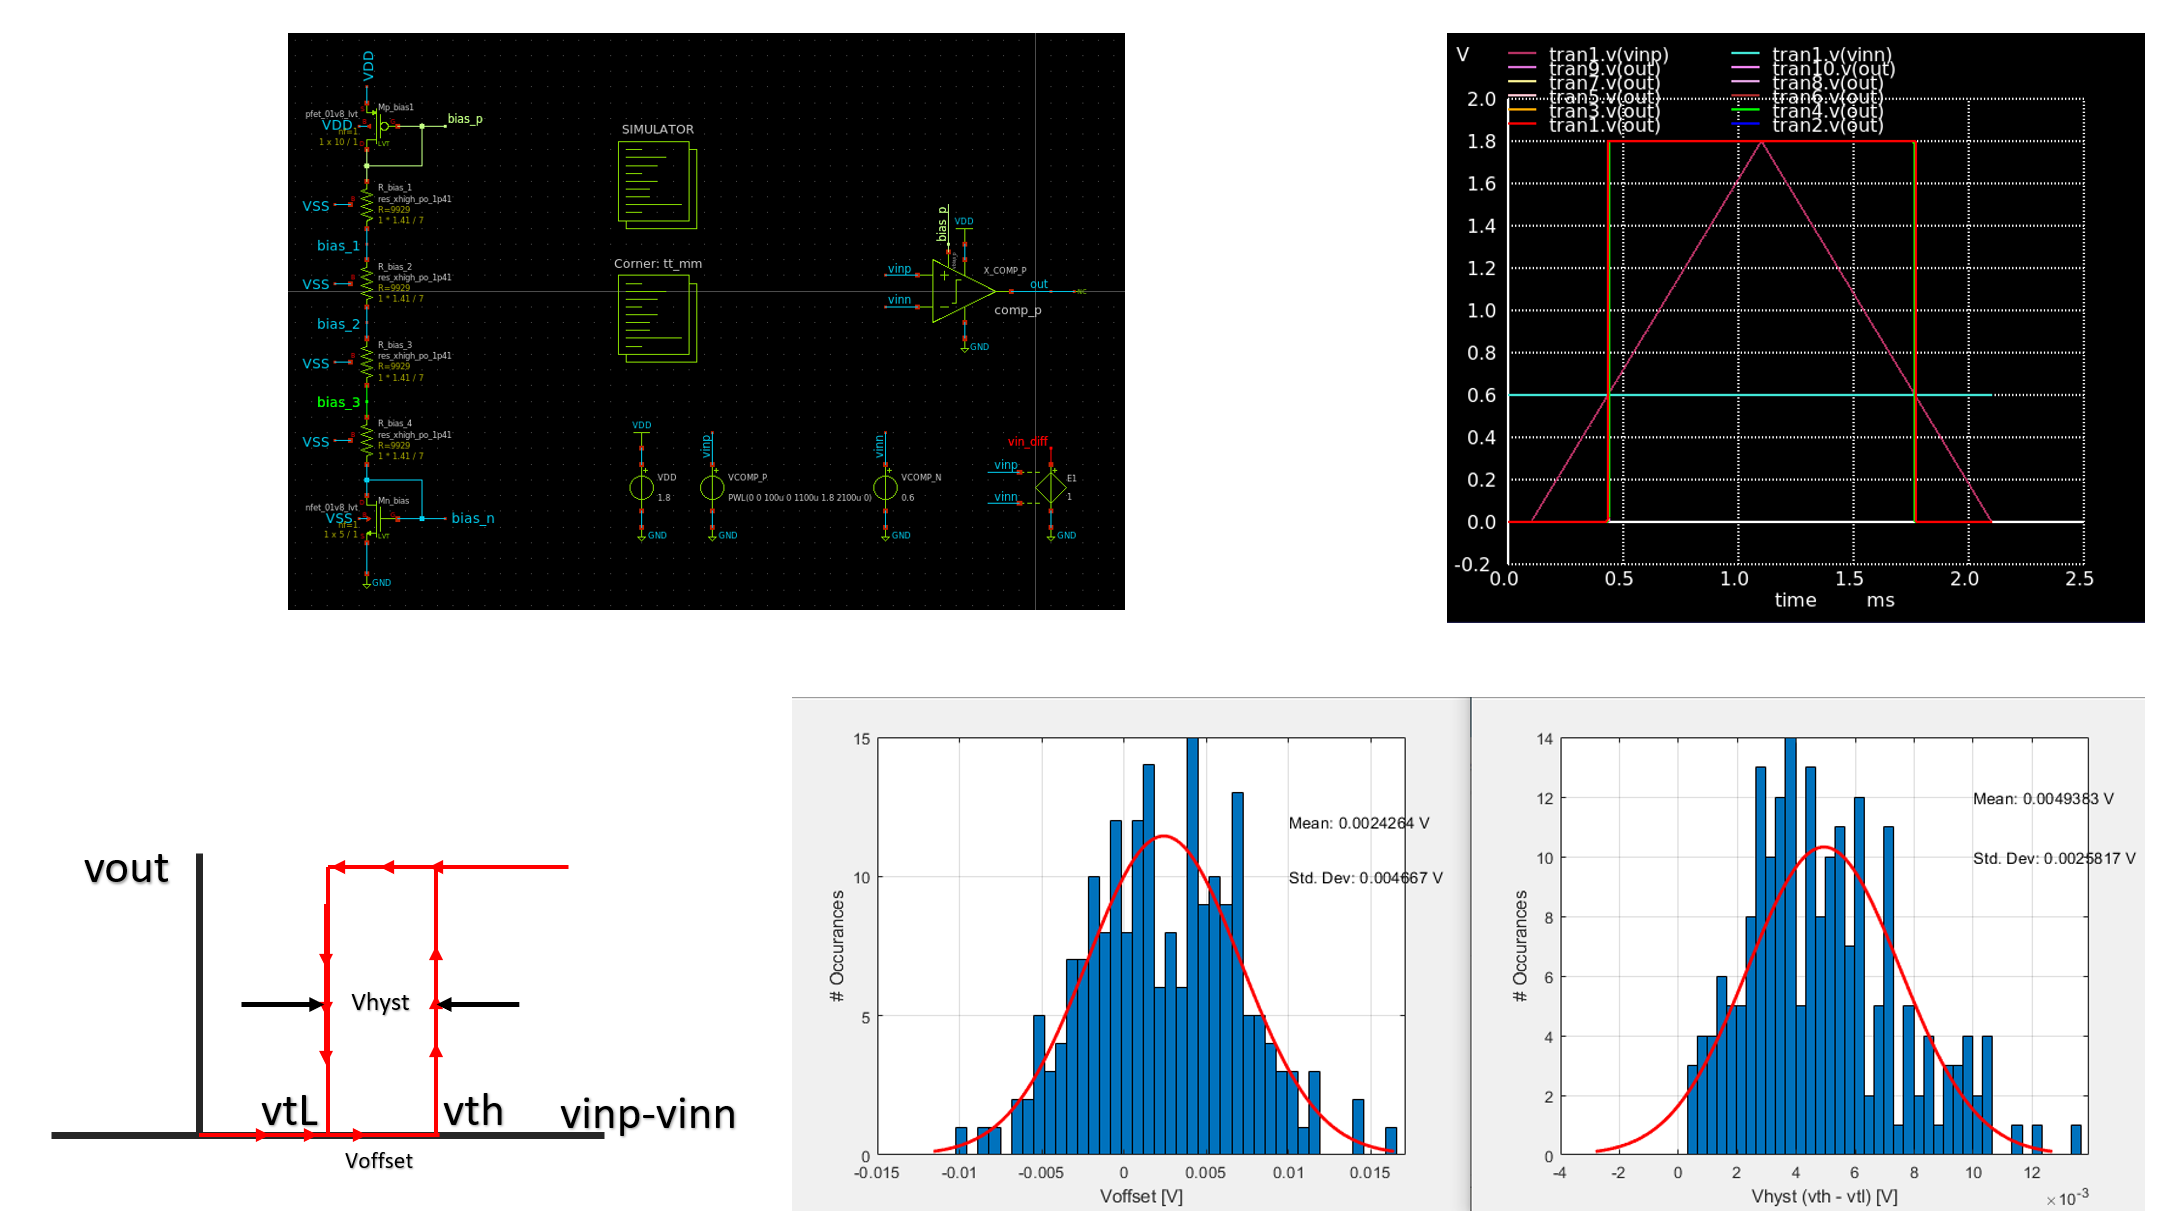 VDD
Mp_bias1
pfet_01v8_lvt
VDD
nf=1
1 x 10 / 1
LVT
bias_p
R_bias_1
res_xhigh_po_1p41
R=9929
1 * 1.41 / 7
VSS
bias_1
R_bias_2
res_xhigh_po_1p41
R=9929
1 * 1.41 / 7
VSS
bias_2
R_bias_3
res_xhigh_po_1p41
R=9929
1 * 1.41 / 7
VSS
bias_3
R_bias_4
res_xhigh_po_1p41
R=9929
1 * 1.41 / 7
VSS
Mn_bias
nfet_01v8_lvt
VSS
nf=1
1 x 5 / 1
LVT
bias_n
GND
SIMULATOR
Corner: tt_mm
bias_p
VDD
vinp
vinn
X_COMP_P
out
NC
comp_p
GND
VDD
VDD
1.8
GND
vinp
VCOMP_P
PWL(0 0 100u 0 1100u 1.8 2100u 0)
GND
vinn
VCOMP_N
0.6
GND
vin_diff
vinp
vinn
E1
1
GND
V
tran1.v(vinp) tran1.v(vinn)
tran9.v(out) tran10.v(out)
tran7.v(out) tran8.v(out)
tran5.v(out) tran6.v(out)
tran3.v(out) tran4.v(out)
tran1.v(out) tran2.v(out)
2.0
1.8
1.6
1.4
1.2
1.0
0.8
0.6
0.4
0.2
0.0
-0.2
0.0 0.5 1.0 1.5 2.0 2.5
time ms
vout
Vhyst
vtL vth vinp-vinn
Voffset
15
10
5
0
# Occurances
Mean: 0.0024264 V
Std. Dev: 0.004667 V
-0.015 -0.01 -0.005 0 0.005 0.01 0.015
Voffset [V]
14
12
10
8
6
4
2
0
# Occurances
Mean: 0.0049383 V
Std. Dev: 0.0025817 V
-4 -2 0 2 4 6 8 10 12
Vhyst (vth - vtl) [V]
×10-3